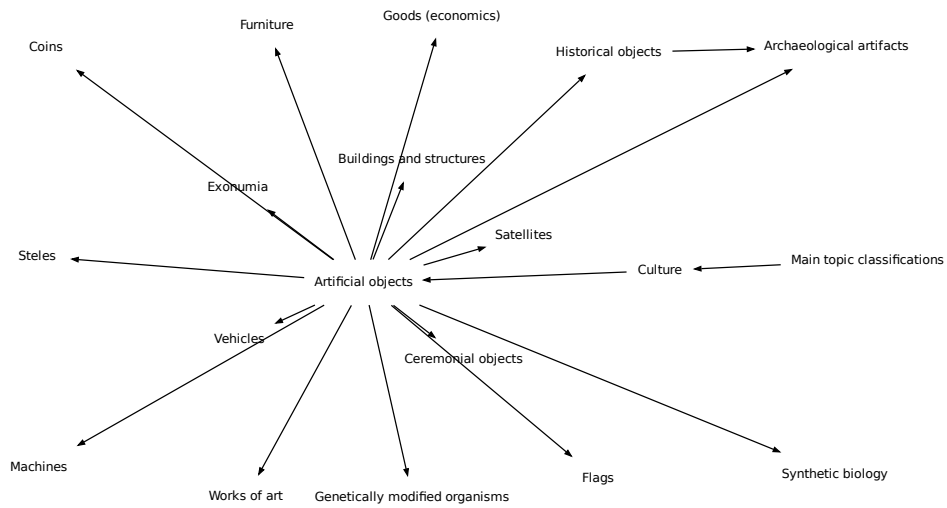 Goods (economics)
Furniture
Coins
Historical objects
Archaeological artifacts
Buildings and structures
Exonumia
Satellites
Steles
Main topic classifications
Culture
Artificial objects
Vehicles
Ceremonial objects
Machines
Flags
Synthetic biology
Works of art
Genetically modified organisms